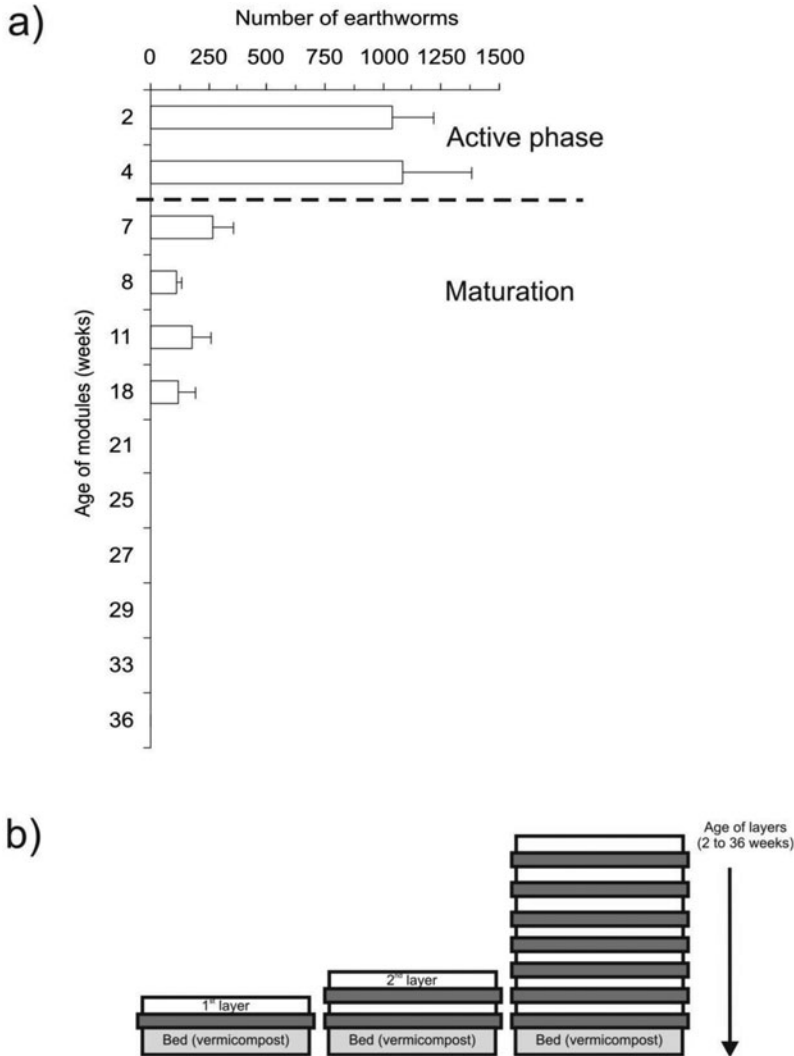 a)
Number of earthworms
0 250 500 750 1000 1250 1500
Age of modules (weeks)
2
Active phase
4
7
8
Maturation
11
18
21
25
27
29
33
36
b)
Age of layers
(2 to 36 weeks)
1st layer
Bed (vermicompost)
2nd layer
Bed (vermicompost)
Bed (vermicompost)